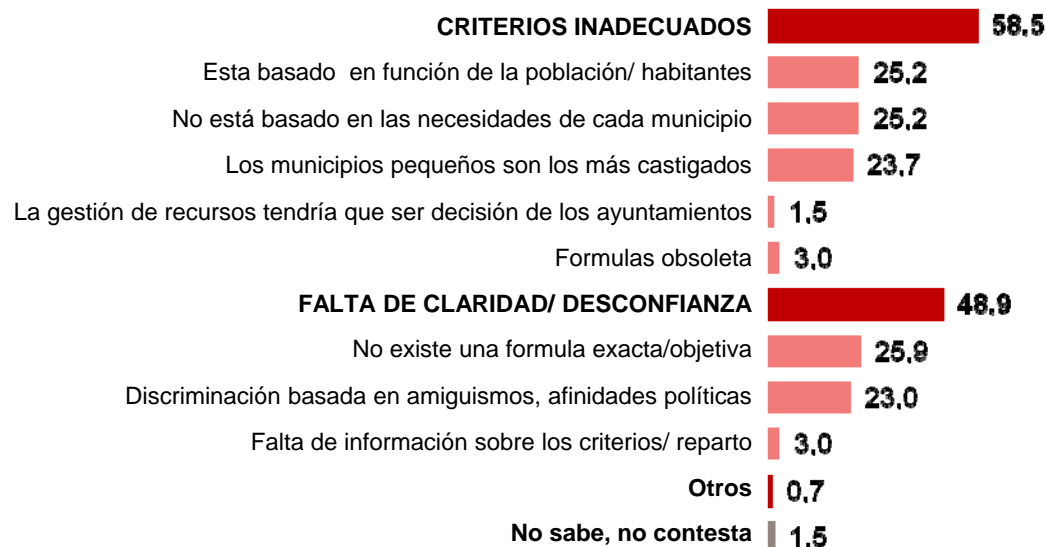 CRITERIOS INADECUADOS 58,5
Esta basado en función de la población/ habitantes 25,2
No está basado en las necesidades de cada municipio 25,2
Los municipios pequeños son los más castigados 23,7
La gestión de recursos tendría que ser decisión de los ayuntamientos 1,5
Formulas obsoleta 3,0
FALTA DE CLARIDAD/ DESCONFIANZA 48,9
No existe una formula exacta/objetiva 25,9
Discriminación basada en amiguismos, afinidades políticas 23,0
Falta de información sobre los criterios/ reparto 3,0
Otros 0,7
No sabe, no contesta 1,5